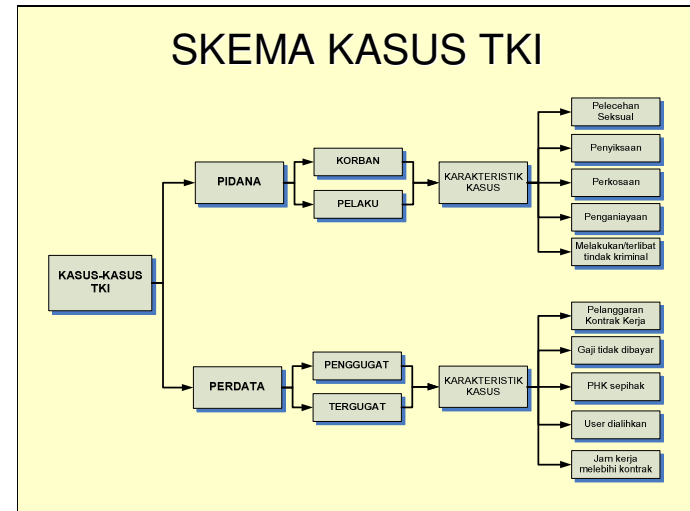 SKEMA KASUS TKI
KASUS-KASUS
TKI
PIDANA
KORBAN
PELAKU
KARAKTERISTIK
KASUS
Pelecehan
Seksual
Penyiksaan
Perkosaan
Penganiayaan
Melakukan/terlibat
tindak kriminal
PERDATA
PENGGUGAT
TERGUGAT
KARAKTERISTIK
KASUS
Pelanggaran
Kontrak Kerja
Gaji tidak dibayar
PHK sepihak
User dialihkan
Jam kerja
melebihi kontrak